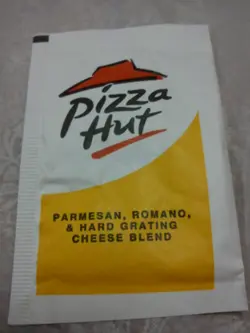 Pizza
Hut
PARMESAN, ROMANO,
& HARD GRATING
CHEESE BLEND